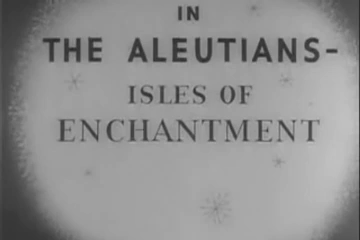 IN
THE ALEUTIANS-
ISLES OF
ENCHANTMENT